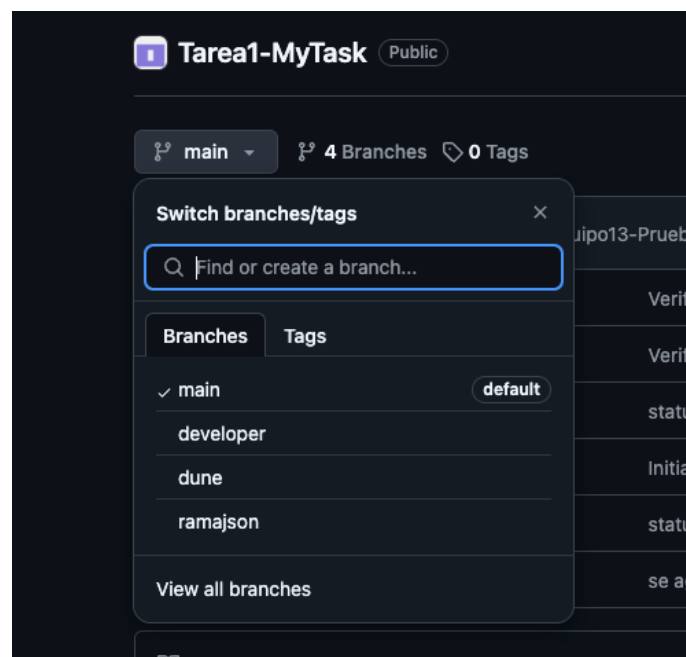 Tarea1-MyTask Public
main 4 Branches 0 Tags
Switch branches/tags
Find or create a branch...
Branches Tags
main default
developer
dune
ramajson
View all branches
se a